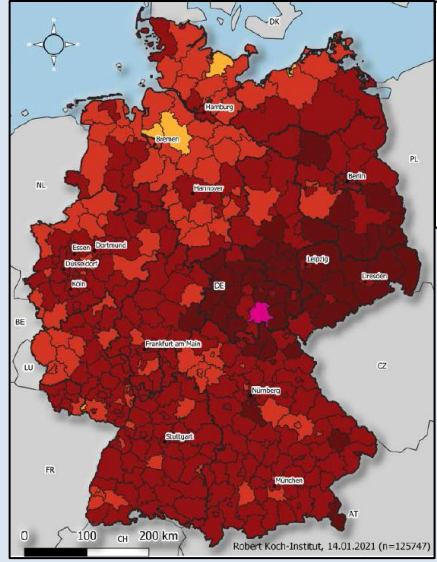 DK
Hamburg
Bremen
PL
Berlin
Hannover
NL
Essen
Dortmund
Düsseldorf
Leipzig
Köln
Dresden
DE
BE
Frankfurt am Main
LU
CZ
Nürnberg
Stuttgart
FR
München
CH
AT
0 100 200 km
Robert Koch-Institut, 14.01.2021 (n=125747)